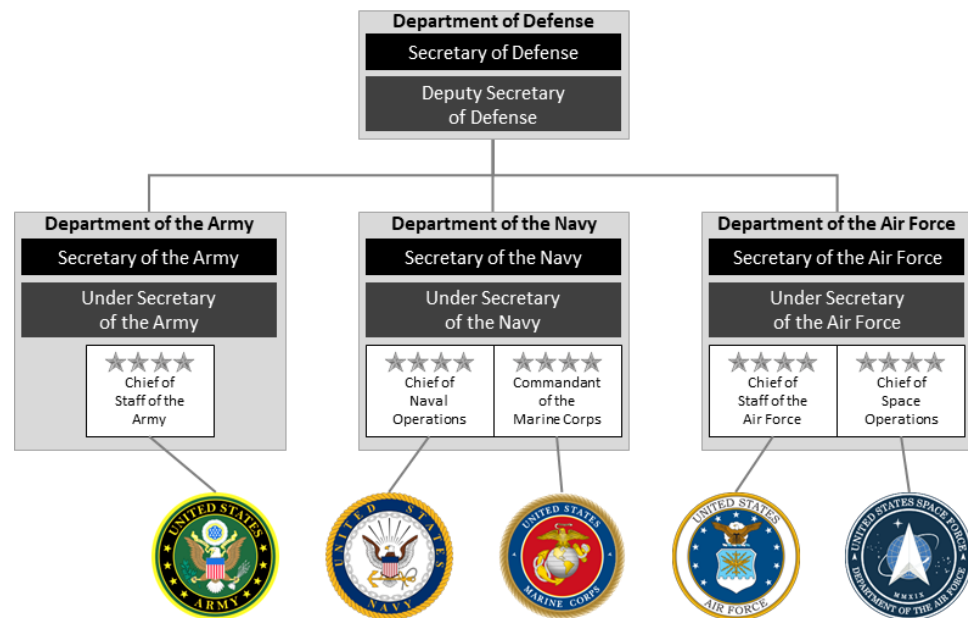 Department of Defense
Secretary of Defense
Deputy Secretary
of Defense
Department of the Army
Secretary of the Army
Under Secretary
of the Army
Chief of
Staff of the
Army
Department of the Navy
Secretary of the Navy
Under Secretary
of the Navy
Chief of
Naval
Operations
Commandant
of the
Marine Corps
Department of the Air Force
Secretary of the Air Force
Under Secretary
of the Air Force
Chief of
Staff of the
Air Force
Chief of
Space
Operations
UNITED STATES
ARMY
UNITED STATES
NAVY
UNITED STATES
MARINE CORPS
UNITED STATES
AIR FORCE
UNITED STATES SPACE FORCE
MMXIX
DEPARTMENT OF THE AIR FORCE